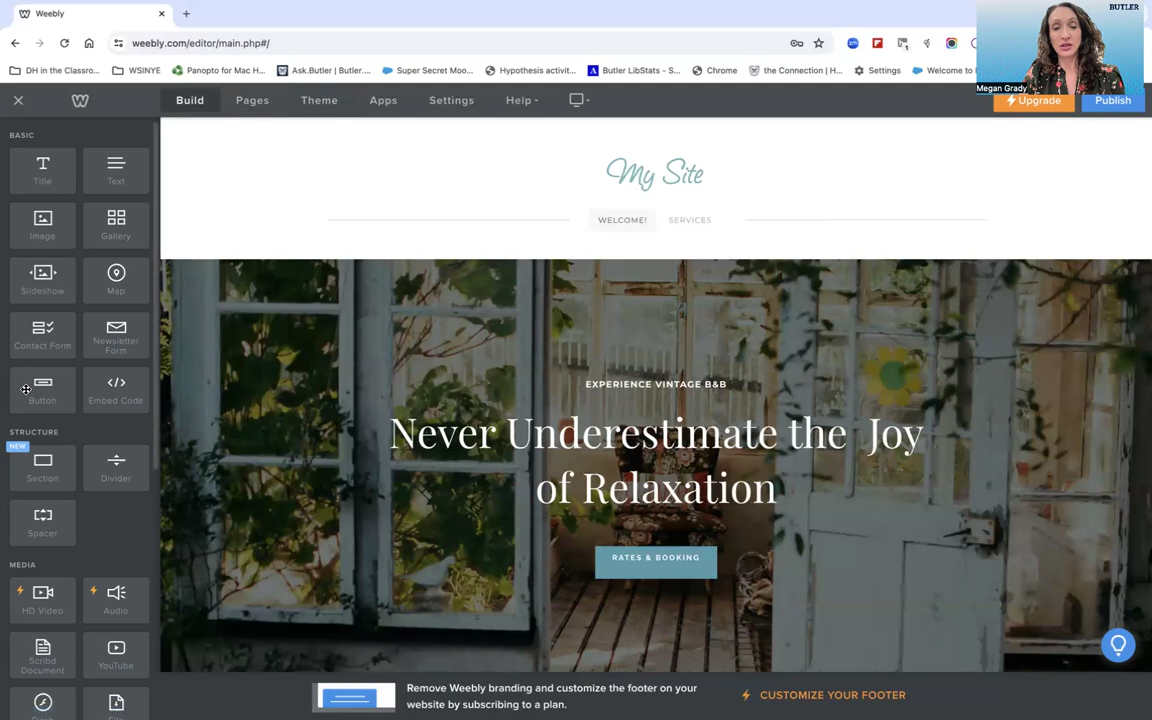 Weebly
BUTLER
weebly.com/editor/main.php#/
DH in the Classro...
WSINYE
Panopto for Mac H...
Ask.Butler | Butler....
Super Secret Moo...
Hypothesis activit...
Butler LibStats – S...
Chrome
the Connection | H...
Settings
Welcome to
Megan Grady
Build
Pages
Theme
Apps
Settings
Help
Upgrade
Publish
BASIC
Title
Text
Image
Gallery
Slideshow
Map
Contact Form
Newsletter
Form
Button
Embed Code
STRUCTURE
NEW
Section
Divider
Spacer
MEDIA
HD Video
Audio
Scribd
Document
YouTube
File
My Site
WELCOME!
SERVICES
EXPERIENCE VINTAGE B&B
Never Underestimate the Joy
of Relaxation
RATES & BOOKING
Remove Weebly branding and customize the footer on your
website by subscribing to a plan.
CUSTOMIZE YOUR FOOTER